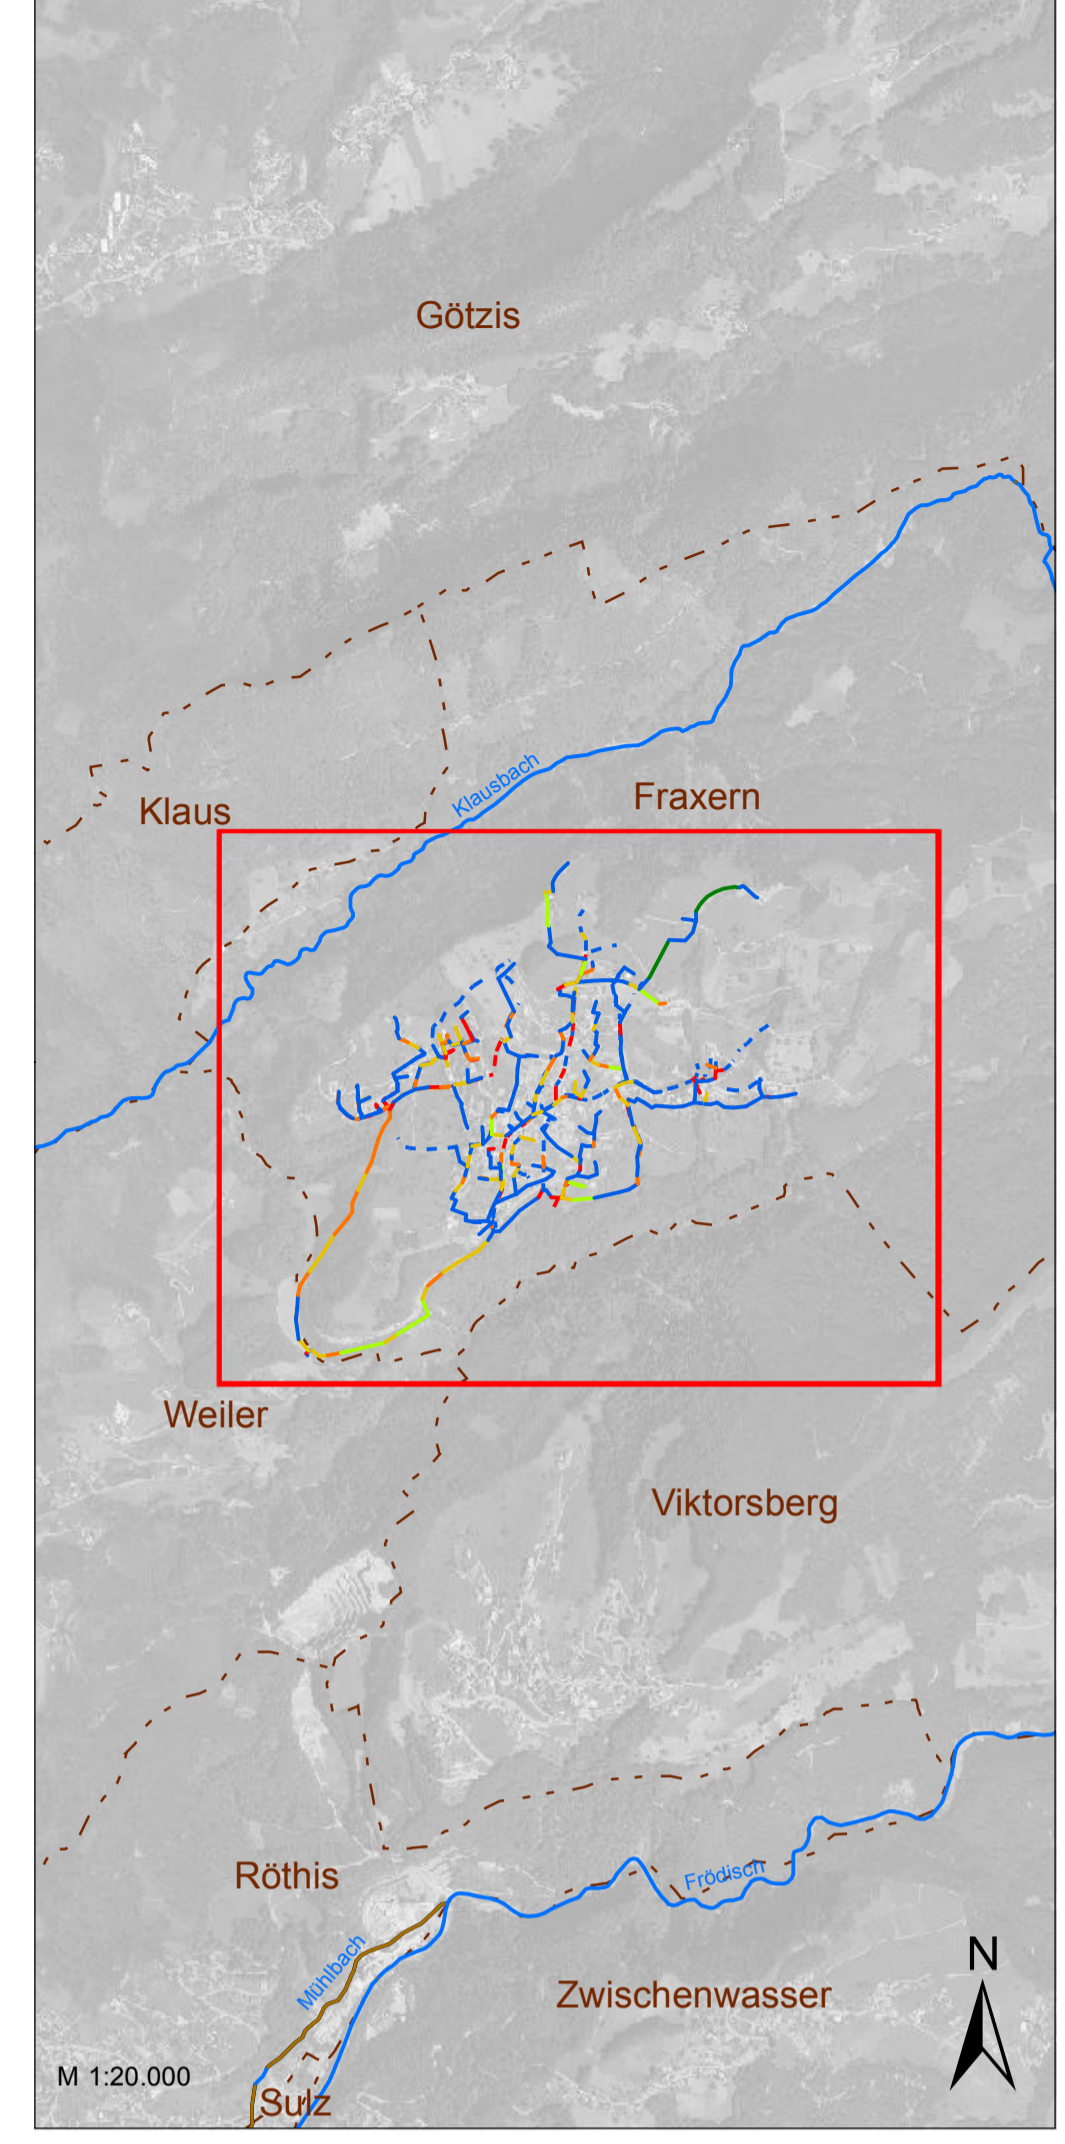 Götzis
Klausbach
Fraxern
Klaus
Weiler
Viktorsberg
Röthis
Frödisch
Mühlbach
N
Zwischenwasser
M 1:20.000
Sulz